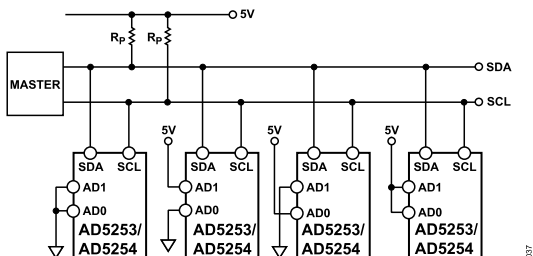 5V
RP RP
SDA
MASTER
SCL
5V 5V 5V
SDA SCL SDA SCL SDA SCL SDA SCL
AD1 AD1 AD1 AD1
AD0 AD0 AD0 AD0
AD5253/ AD5253/ AD5253/ AD5253/
AD5254 AD5254 AD5254 AD5254
037